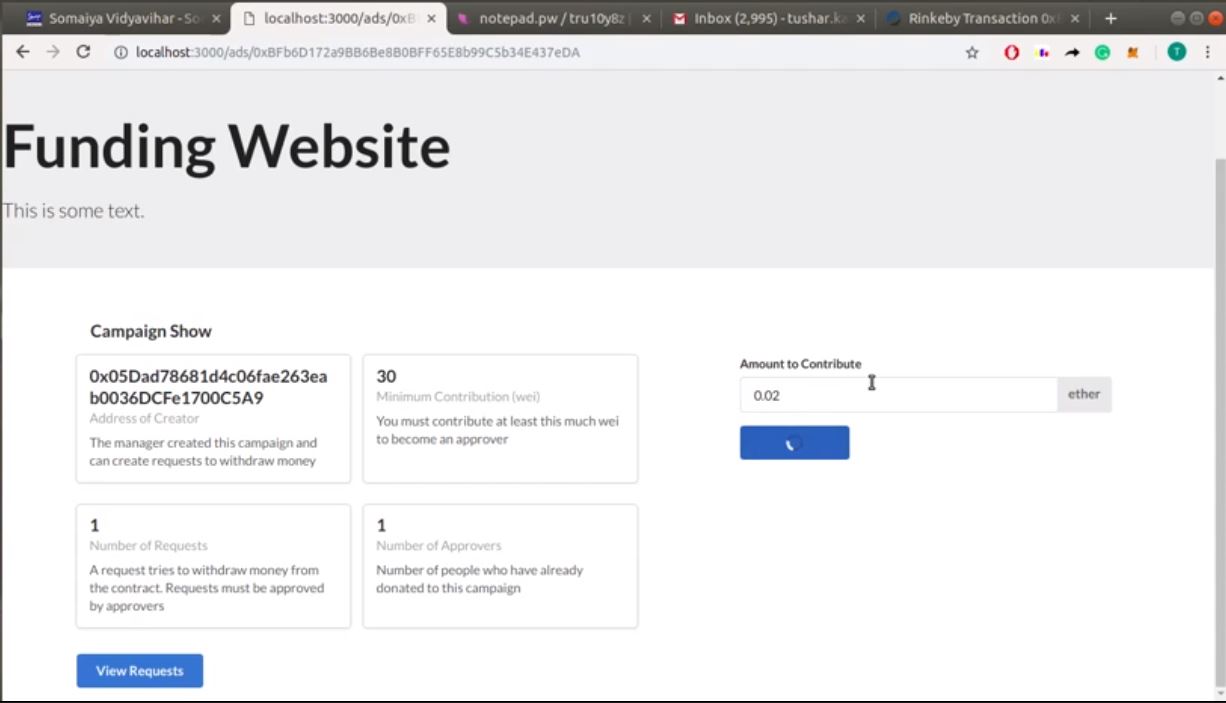 Somaiya Vidyavihar - So
localhost:3000/ads/0xB
notepad.pw / tru10y8z
Inbox (2,995) - tushar.ka
Rinkeby Transaction 0x
localhost:3000/ads/0xBFb6D172a9BB6Be8B0BFF65E8b99C5b34E437eDA
T
Funding Website
This is some text.
Campaign Show
0x05Dad78681d4c06fae263ea
b0036DCFe1700C5A9
Address of Creator
The manager created this campaign and
can create requests to withdraw money
30
Minimum Contribution (wei)
You must contribute at least this much wei
to become an approver
Amount to Contribute
0.02
ether
1
Number of Requests
A request tries to withdraw money from
the contract. Requests must be approved
by approvers
1
Number of Approvers
Number of people who have already
donated to this campaign
View Requests